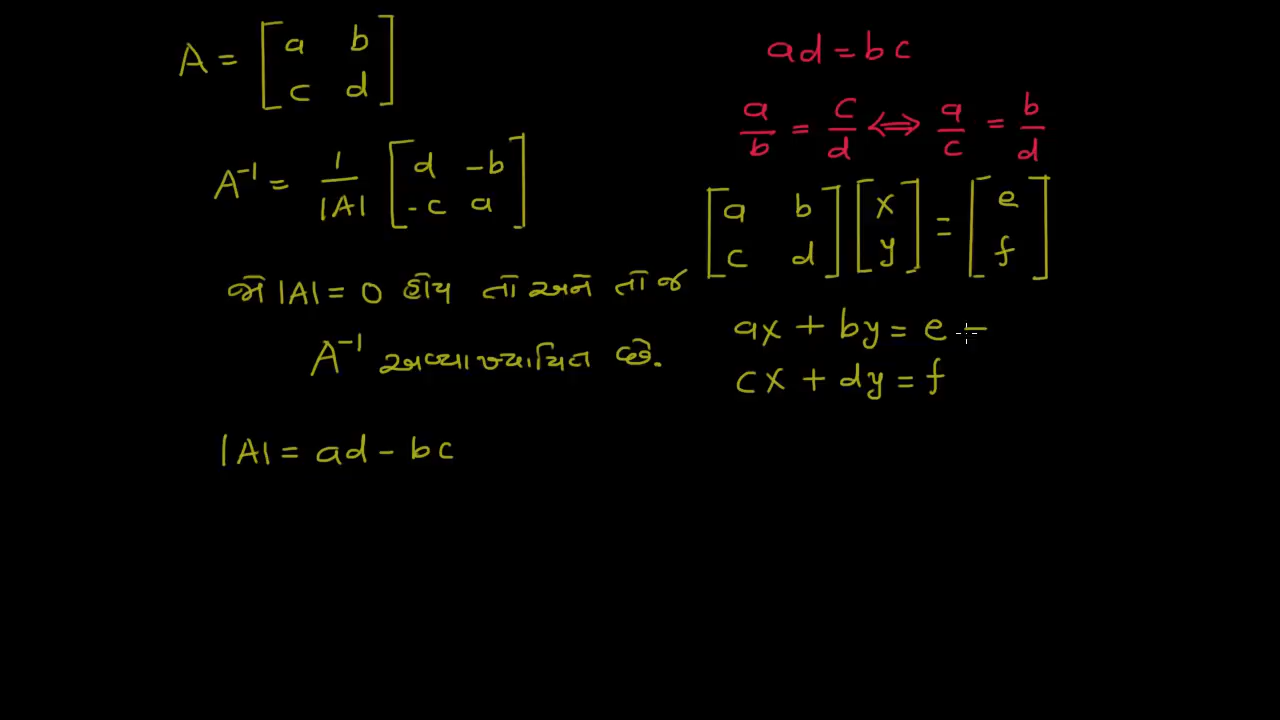 A = [ a b
c d ]
A⁻¹ = 1/|A| [ d -b
-c a ]
જો |A| = 0 હોય તો અને તો જ
A⁻¹ અવ્યાખ્યાયિત છે.
|A| = ad - bc
ad = bc
a/b = c/d ⇔ a/c = b/d
[ a b ] [ x ] = [ e ]
[ c d ] [ y ] = [ f ]
ax + by = e
cx + dy = f